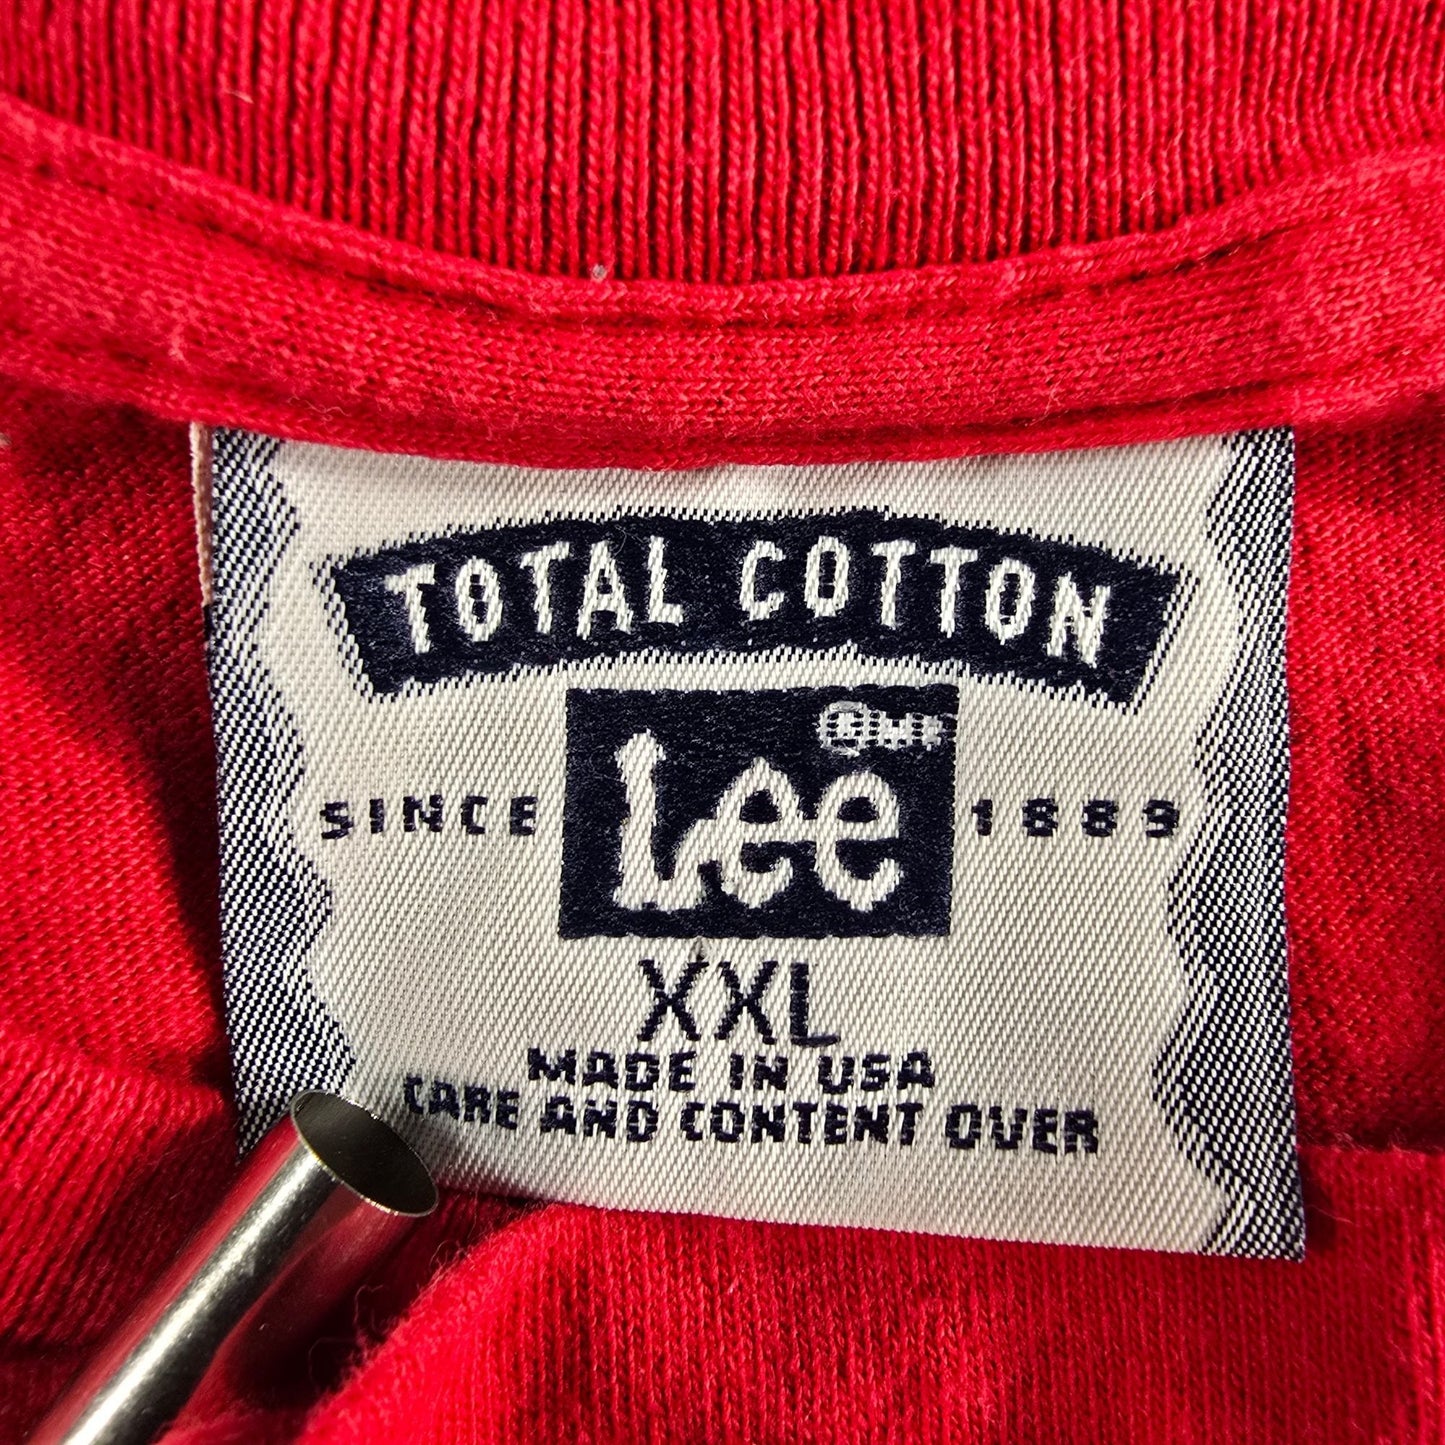 TOTAL COTTON
Lee
SINCE 1889
XXL
MADE IN USA
CARE AND CONTENT OVER